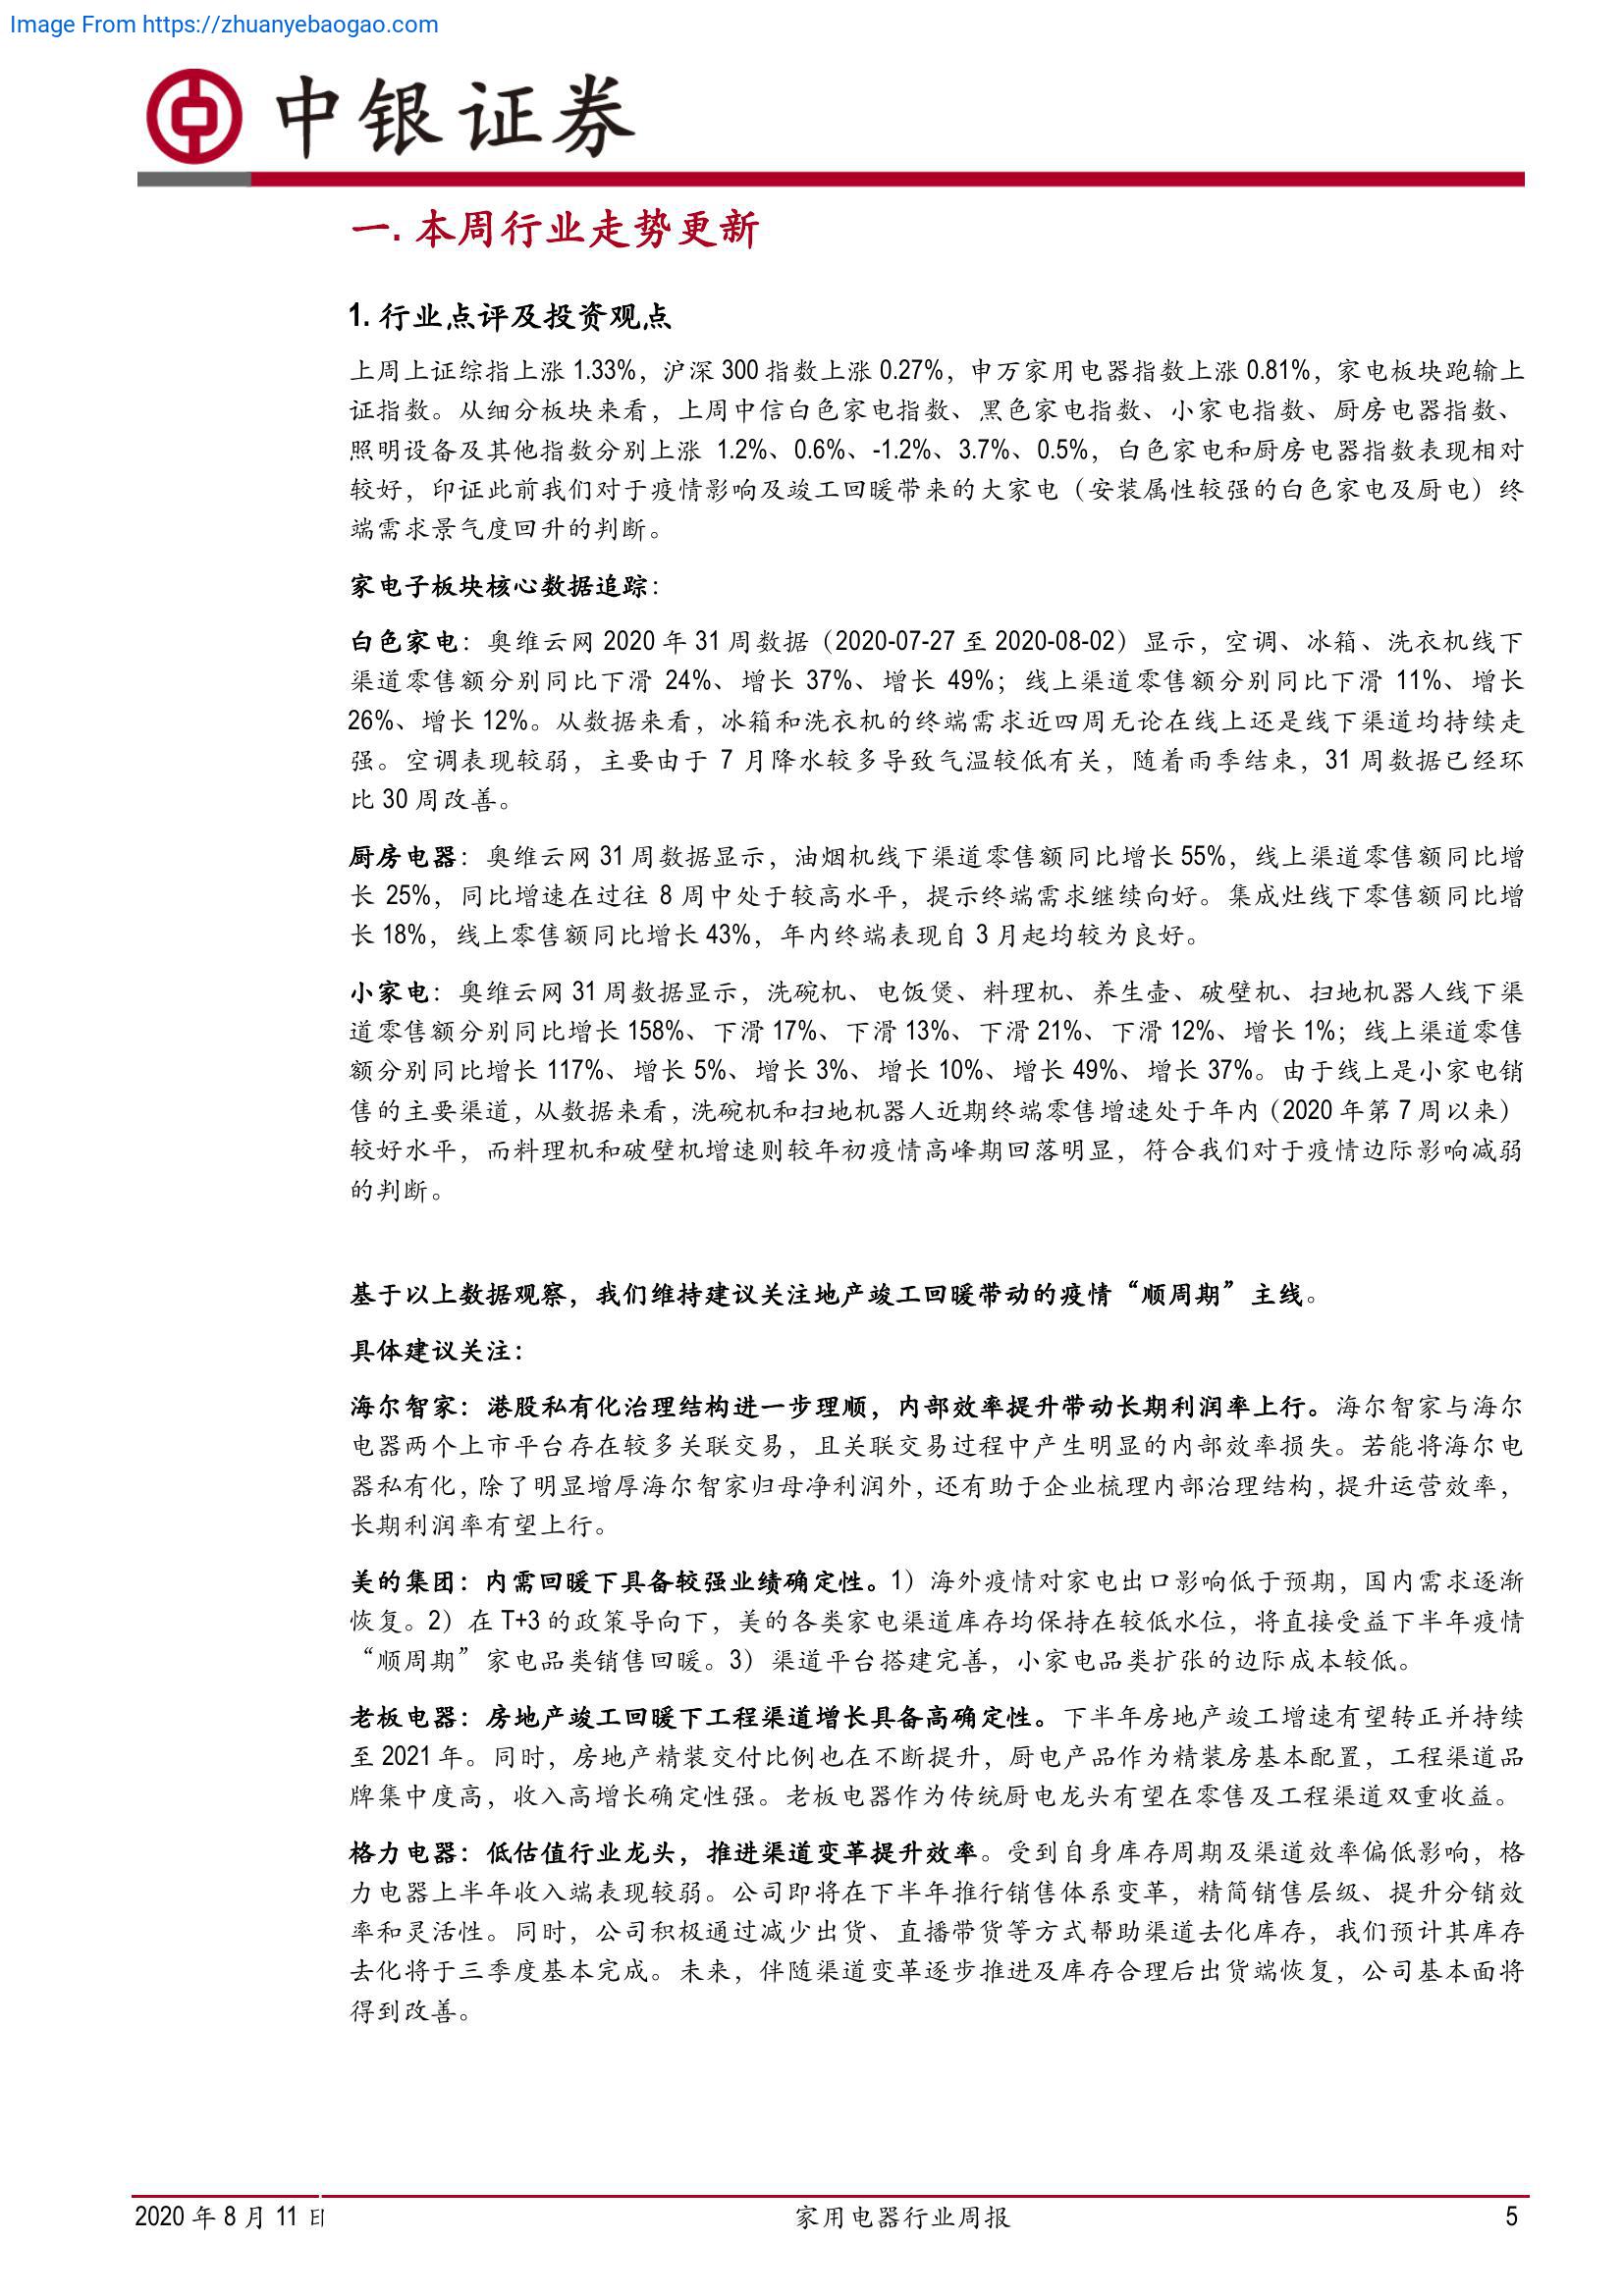 Image From https://zhuanyebaogao.com
中银证券
一. 本周行业走势更新
1. 行业点评及投资观点
上周上证综指上涨 1.33%，沪深 300 指数上涨 0.27%，申万家用电器指数上涨 0.81%，家电板块跑输上
证指数。从细分板块来看，上周中信白色家电指数、黑色家电指数、小家电指数、厨房电器指数、
照明设备及其他指数分别上涨 1.2%、0.6%、-1.2%、3.7%、0.5%，白色家电和厨房电器指数表现相对
较好，印证此前我们对于疫情影响及竣工回暖带来的大家电（安装属性较强的白色家电及厨电）终
端需求景气度回升的判断。
家电子板块核心数据追踪：
白色家电：奥维云网 2020 年 31 周数据（2020-07-27 至 2020-08-02）显示，空调、冰箱、洗衣机线下
渠道零售额分别同比下滑 24%、增长 37%、增长 49%；线上渠道零售额分别同比下滑 11%、增长
26%、增长 12%。从数据来看，冰箱和洗衣机的终端需求近四周无论在线上还是线下渠道均持续走
强。空调表现较弱，主要由于 7 月降水较多导致气温较低有关，随着雨季结束，31 周数据已经环
比 30 周改善。
厨房电器：奥维云网 31 周数据显示，油烟机线下渠道零售额同比增长 55%，线上渠道零售额同比增
长 25%，同比增速在过往 8 周中处于较高水平，提示终端需求继续向好。集成灶线下零售额同比增
长 18%，线上零售额同比增长 43%，年内终端表现自 3 月起均较为良好。
小家电：奥维云网 31 周数据显示，洗碗机、电饭煲、料理机、养生壶、破壁机、扫地机器人线下渠
道零售额分别同比增长 158%、下滑 17%、下滑 13%、下滑 21%、下滑 12%、增长 1%；线上渠道零售
额分别同比增长 117%、增长 5%、增长 3%、增长 10%、增长 49%、增长 37%。由于线上是小家电销
售的主要渠道，从数据来看，洗碗机和扫地机器人近期终端零售增速处于年内（2020 年第 7 周以来）
较好水平，而料理机和破壁机增速则较年初疫情高峰期回落明显，符合我们对于疫情边际影响减弱
的判断。
基于以上数据观察，我们维持建议关注地产竣工回暖带动的疫情“顺周期”主线。
具体建议关注：
海尔智家：港股私有化治理结构进一步理顺，内部效率提升带动长期利润率上行。海尔智家与海尔
电器两个上市平台存在较多关联交易，且关联交易过程中产生明显的内部效率损失。若能将海尔电
器私有化，除了明显增厚海尔智家归母净利润外，还有助于企业梳理内部治理结构，提升运营效率，
长期利润率有望上行。
美的集团：内需回暖下具备较强业绩确定性。1）海外疫情对家电出口影响低于预期，国内需求逐渐
恢复。2）在 T+3 的政策导向下，美的各类家电渠道库存均保持在较低水位，将直接受益下半年疫情
“顺周期”家电品类销售回暖。3）渠道平台搭建完善，小家电品类扩张的边际成本较低。
老板电器：房地产竣工回暖下工程渠道增长具备高确定性。下半年房地产竣工增速有望转正并持续
至 2021 年。同时，房地产精装交付比例也在不断提升，厨电产品作为精装房基本配置，工程渠道品
牌集中度高，收入高增长确定性强。老板电器作为传统厨电龙头有望在零售及工程渠道双重收益。
格力电器：低估值行业龙头，推进渠道变革提升效率。受到自身库存周期及渠道效率偏低影响，格
力电器上半年收入端表现较弱。公司即将在下半年推行销售体系变革，精简销售层级、提升分销效
率和灵活性。同时，公司积极通过减少出货、直播带货等方式帮助渠道去化库存，我们预计其库存
去化将于三季度基本完成。未来，伴随渠道变革逐步推进及库存合理后出货端恢复，公司基本面将
得到改善。
2020 年 8 月 11 日
家用电器行业周报
5